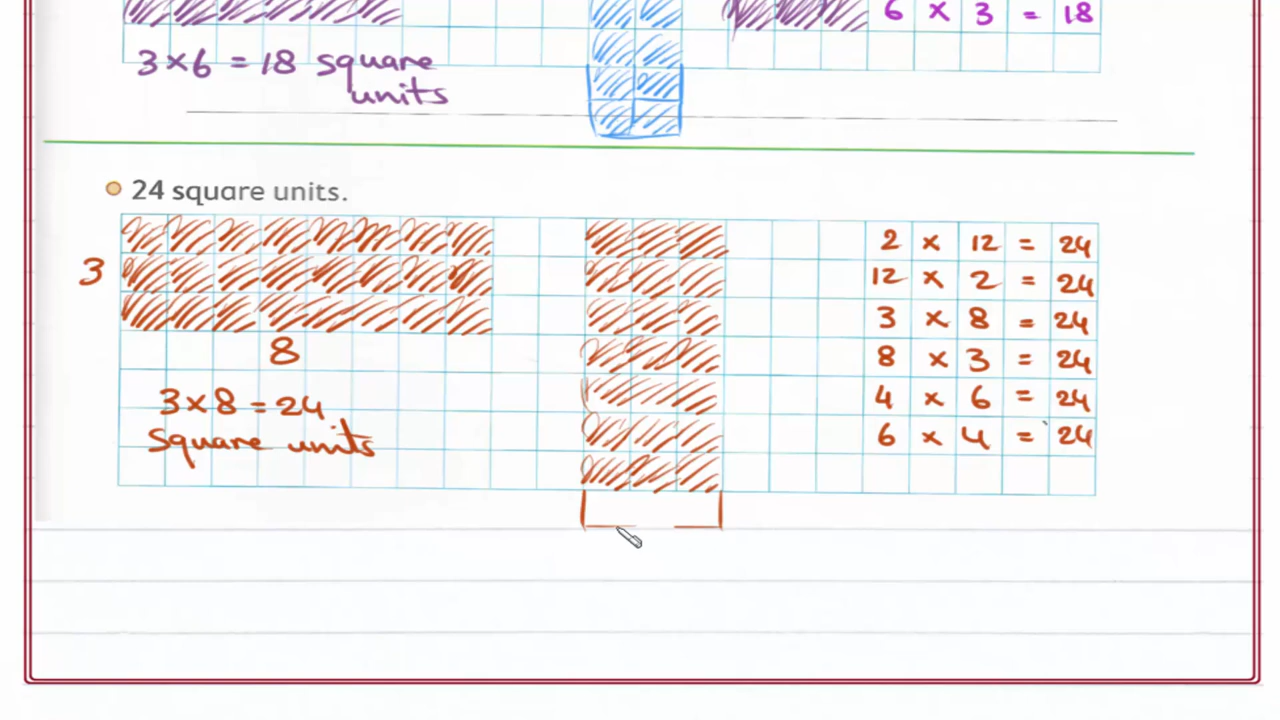 6 × 3 = 18
3×6 = 18 square
units
24 square units.
3
8
3×8 = 24
square units
2 × 12 = 24
12 × 2 = 24
3 × 8 = 24
8 × 3 = 24
4 × 6 = 24
6 × 4 = 24